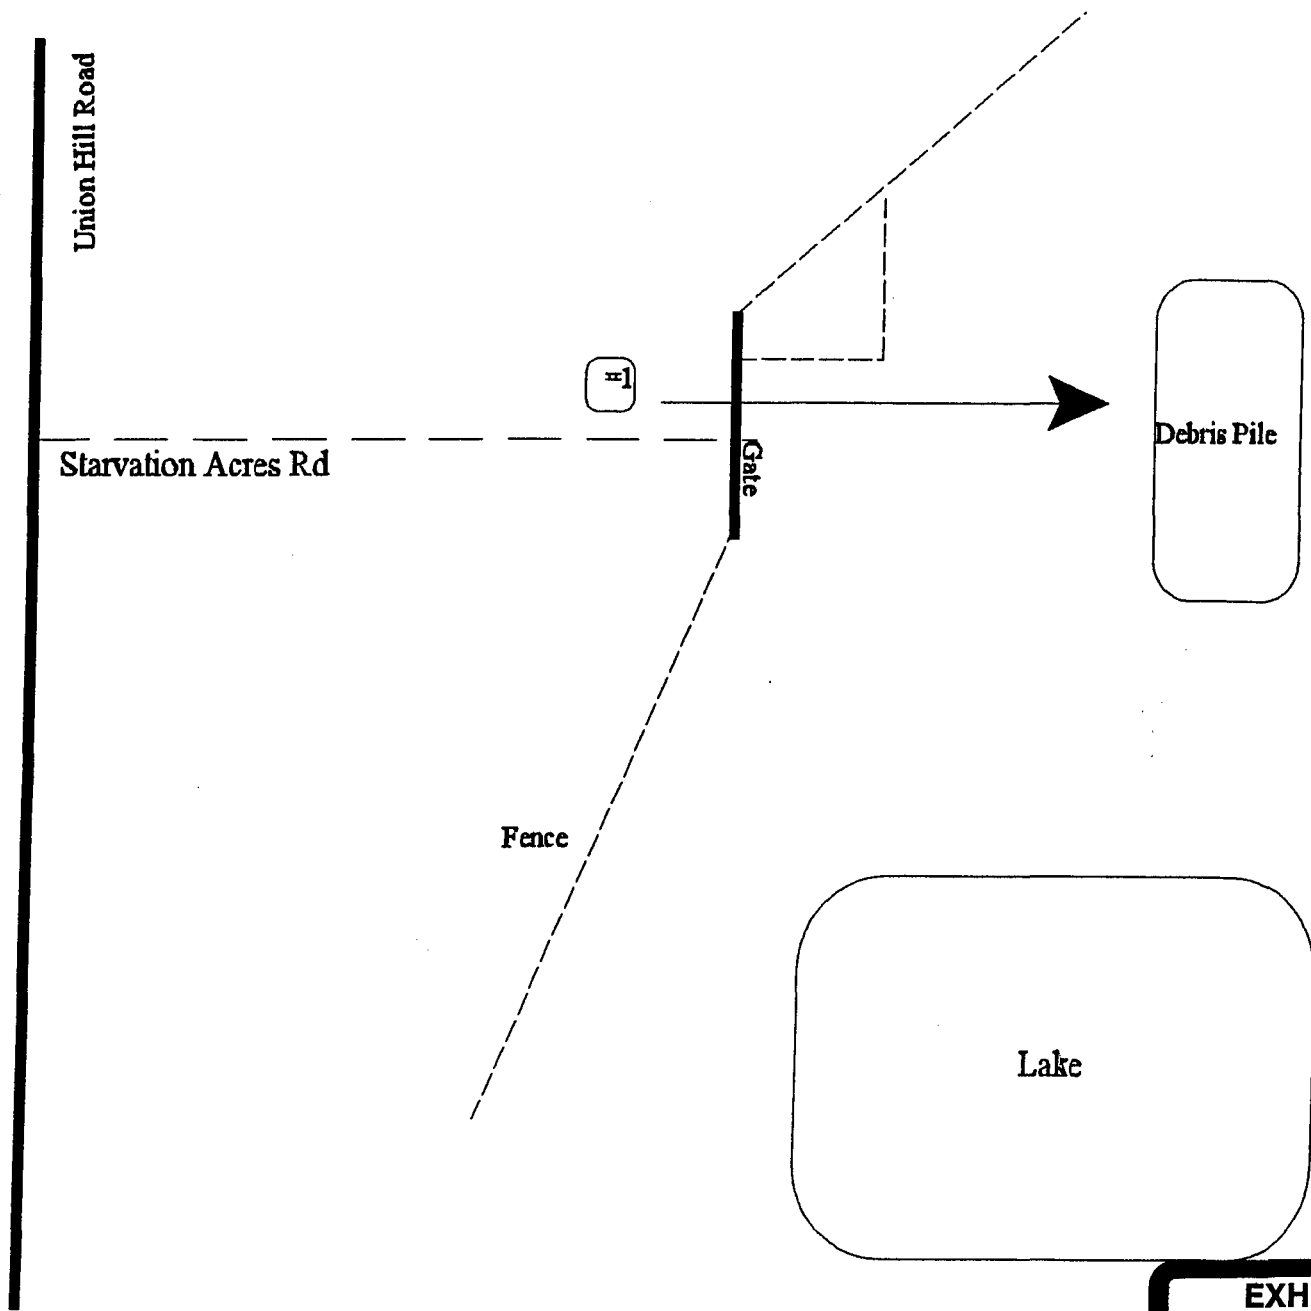 Union Hill Road
=1
Starvation Acres Rd
Gate
Debris Pile
Fence
Lake
EXH